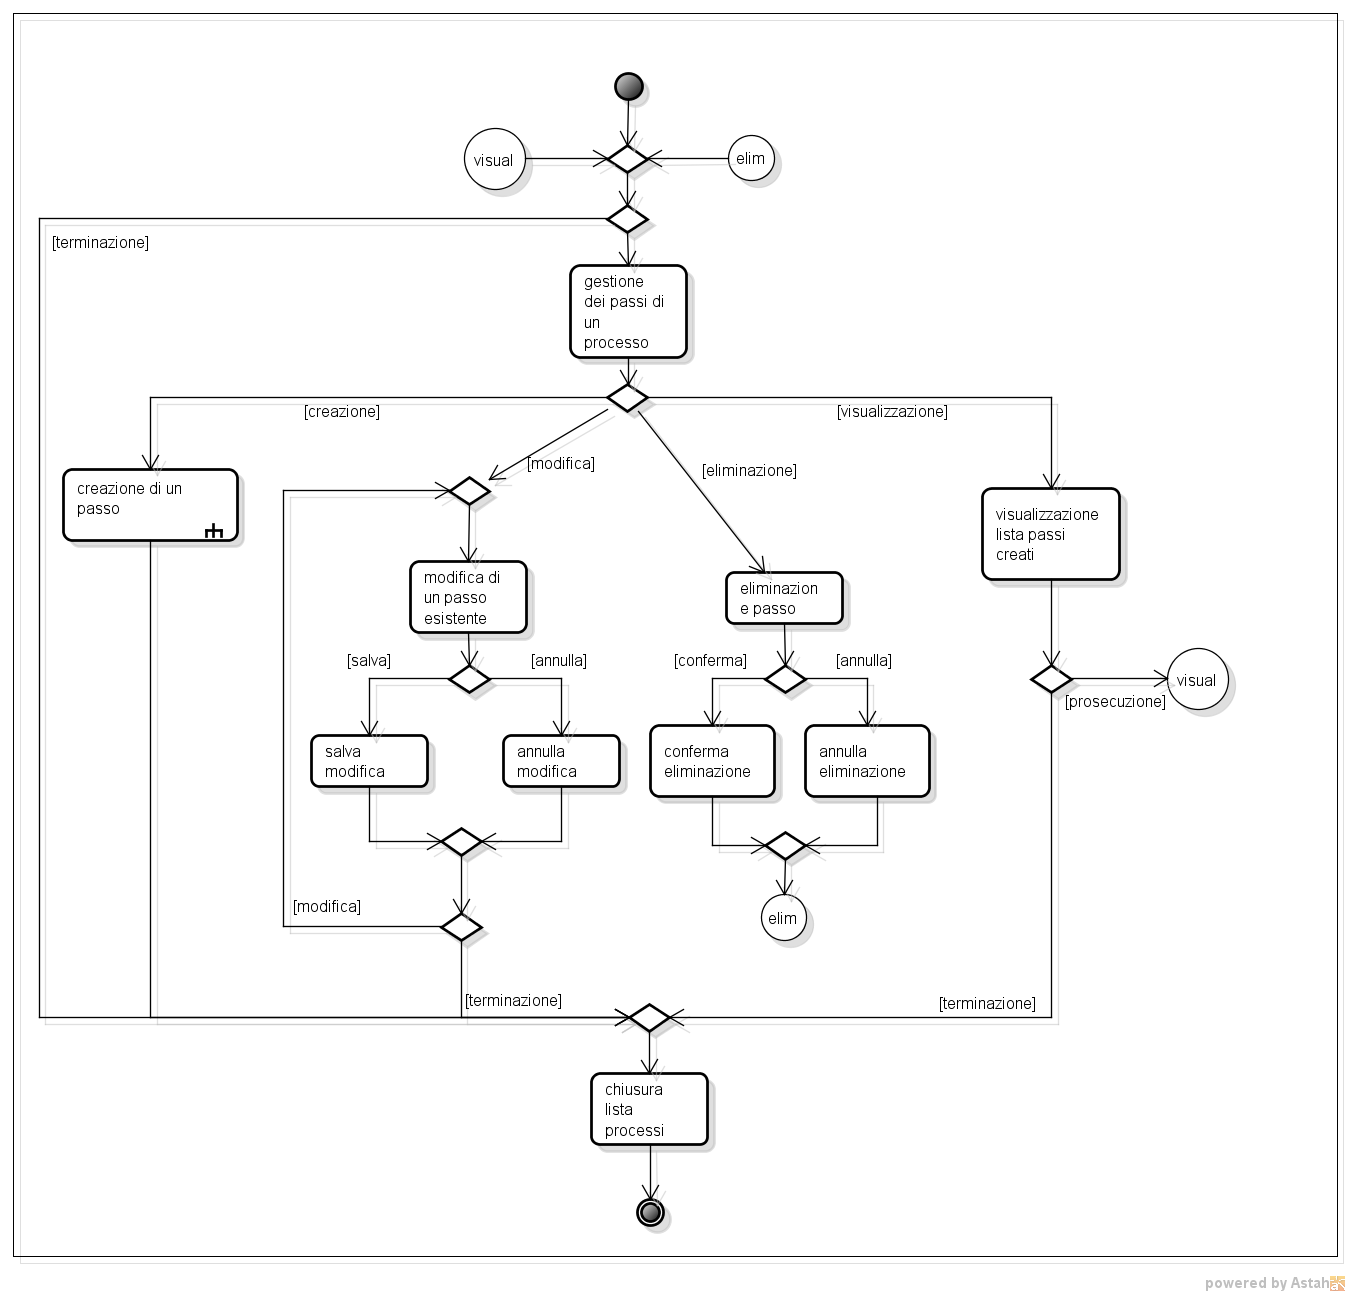 visual
elim
[terminazione]
gestione
dei passi di
un
processo
[creazione]
[visualizzazione]
[modifica]
[eliminazione]
creazione di un
passo
visualizzazione
lista passi
creati
modifica di
un passo
esistente
eliminazion
e passo
[salva]
[annulla]
[conferma]
[annulla]
visual
[prosecuzione]
salva
modifica
annulla
modifica
conferma
eliminazione
annulla
eliminazione
[modifica]
elim
[terminazione]
[terminazione]
chiusura
lista
processi
powered by Astah